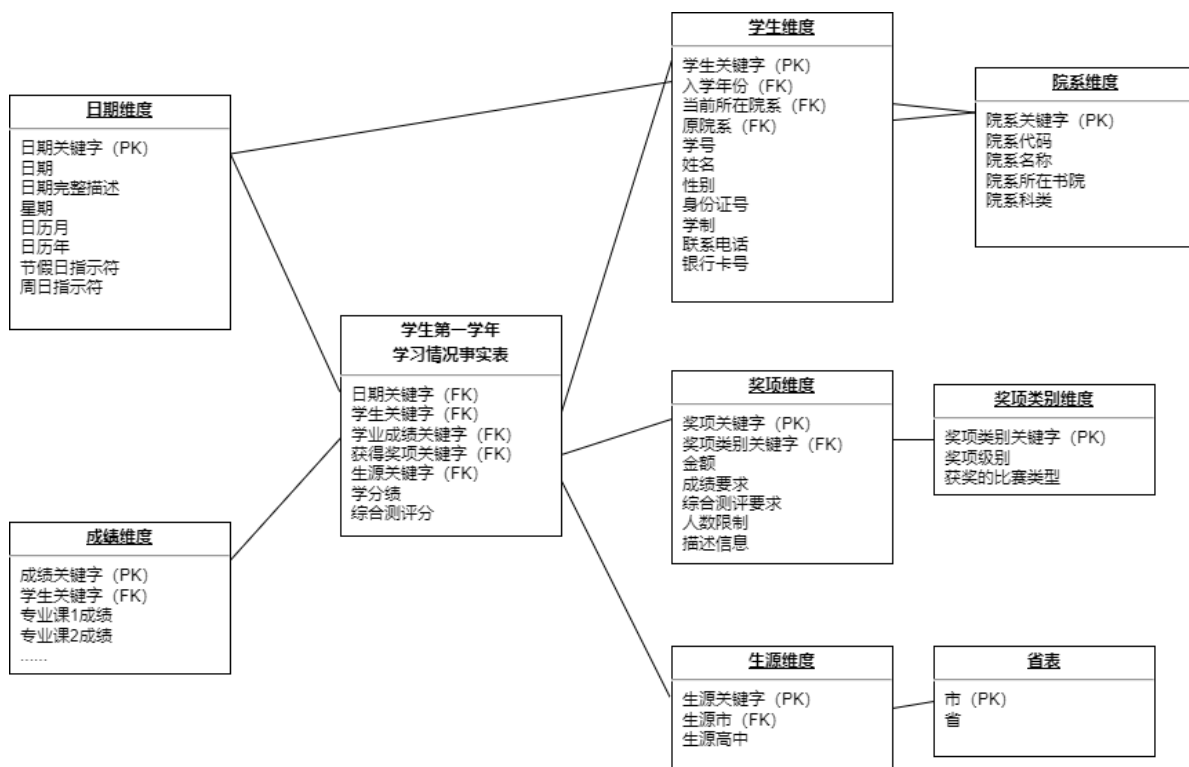 日期维度
日期关键字（PK）
日期
日期完整描述
星期
日历月
日历年
节假日指示符
周日指示符
成绩维度
成绩关键字（PK）
学生关键字（FK）
专业课1成绩
专业课2成绩
......
学生第一学年
学习情况事实表
日期关键字（FK）
学生关键字（FK）
学业成绩关键字（FK）
获得奖项关键字（FK）
生源关键字（FK）
学分绩
综合测评分
学生维度
学生关键字（PK）
入学年份（FK）
当前所在院系（FK）
原院系（FK）
学号
姓名
性别
身份证号
学制
联系电话
银行卡号
院系维度
院系关键字（PK）
院系代码
院系名称
院系所在书院
院系科类
奖项维度
奖项关键字（PK）
奖项类别关键字（FK）
金额
成绩要求
综合测评要求
人数限制
描述信息
奖项类别维度
奖项类别关键字（PK）
奖项级别
获奖的比赛类型
生源维度
生源关键字（PK）
生源市（FK）
生源高中
省表
市（PK）
省